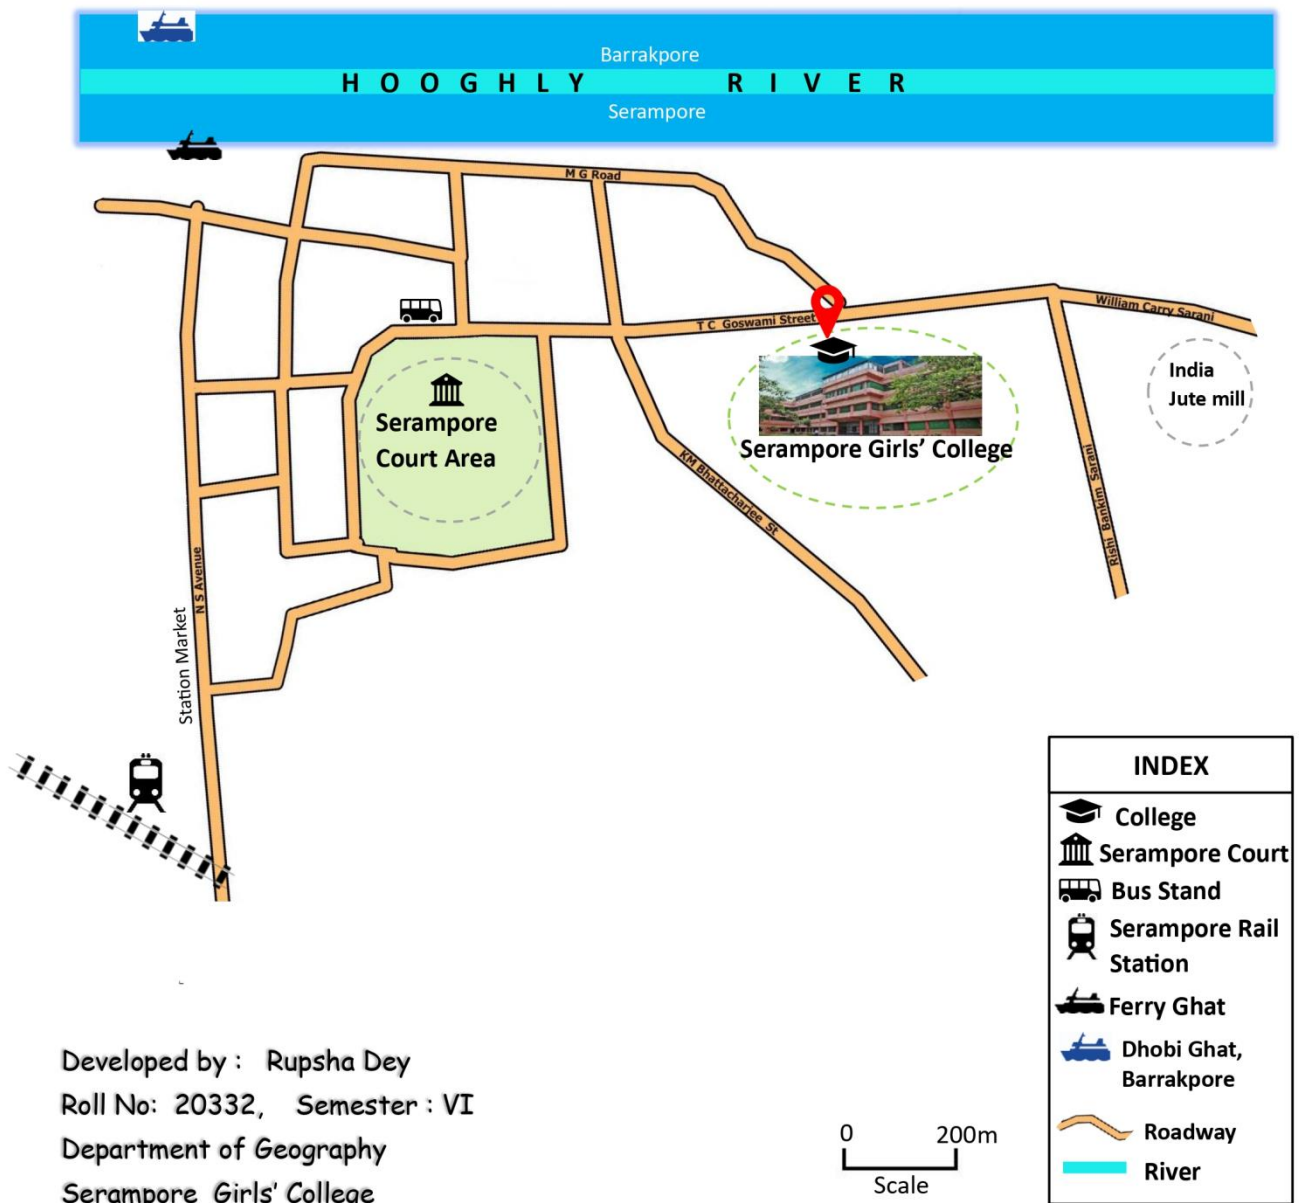 Barrakpore
HOOGHLY RIVER
Serampore
M G Road
T C Goswami Street
William Carry Sarani
India
Jute mill
Serampore
Court Area
Serampore Girls' College
KM Bhattacharjee St
Rishi Bankim Sarani
N S Avenue
Station Market
INDEX
College
Serampore Court
Bus Stand
Serampore Rail
Station
Ferry Ghat
Dhobi Ghat,
Barrakpore
Roadway
River
Developed by : Rupsha Dey
Roll No: 20332, Semester : VI
Department of Geography
Serampore Girls' College
0 200m
Scale